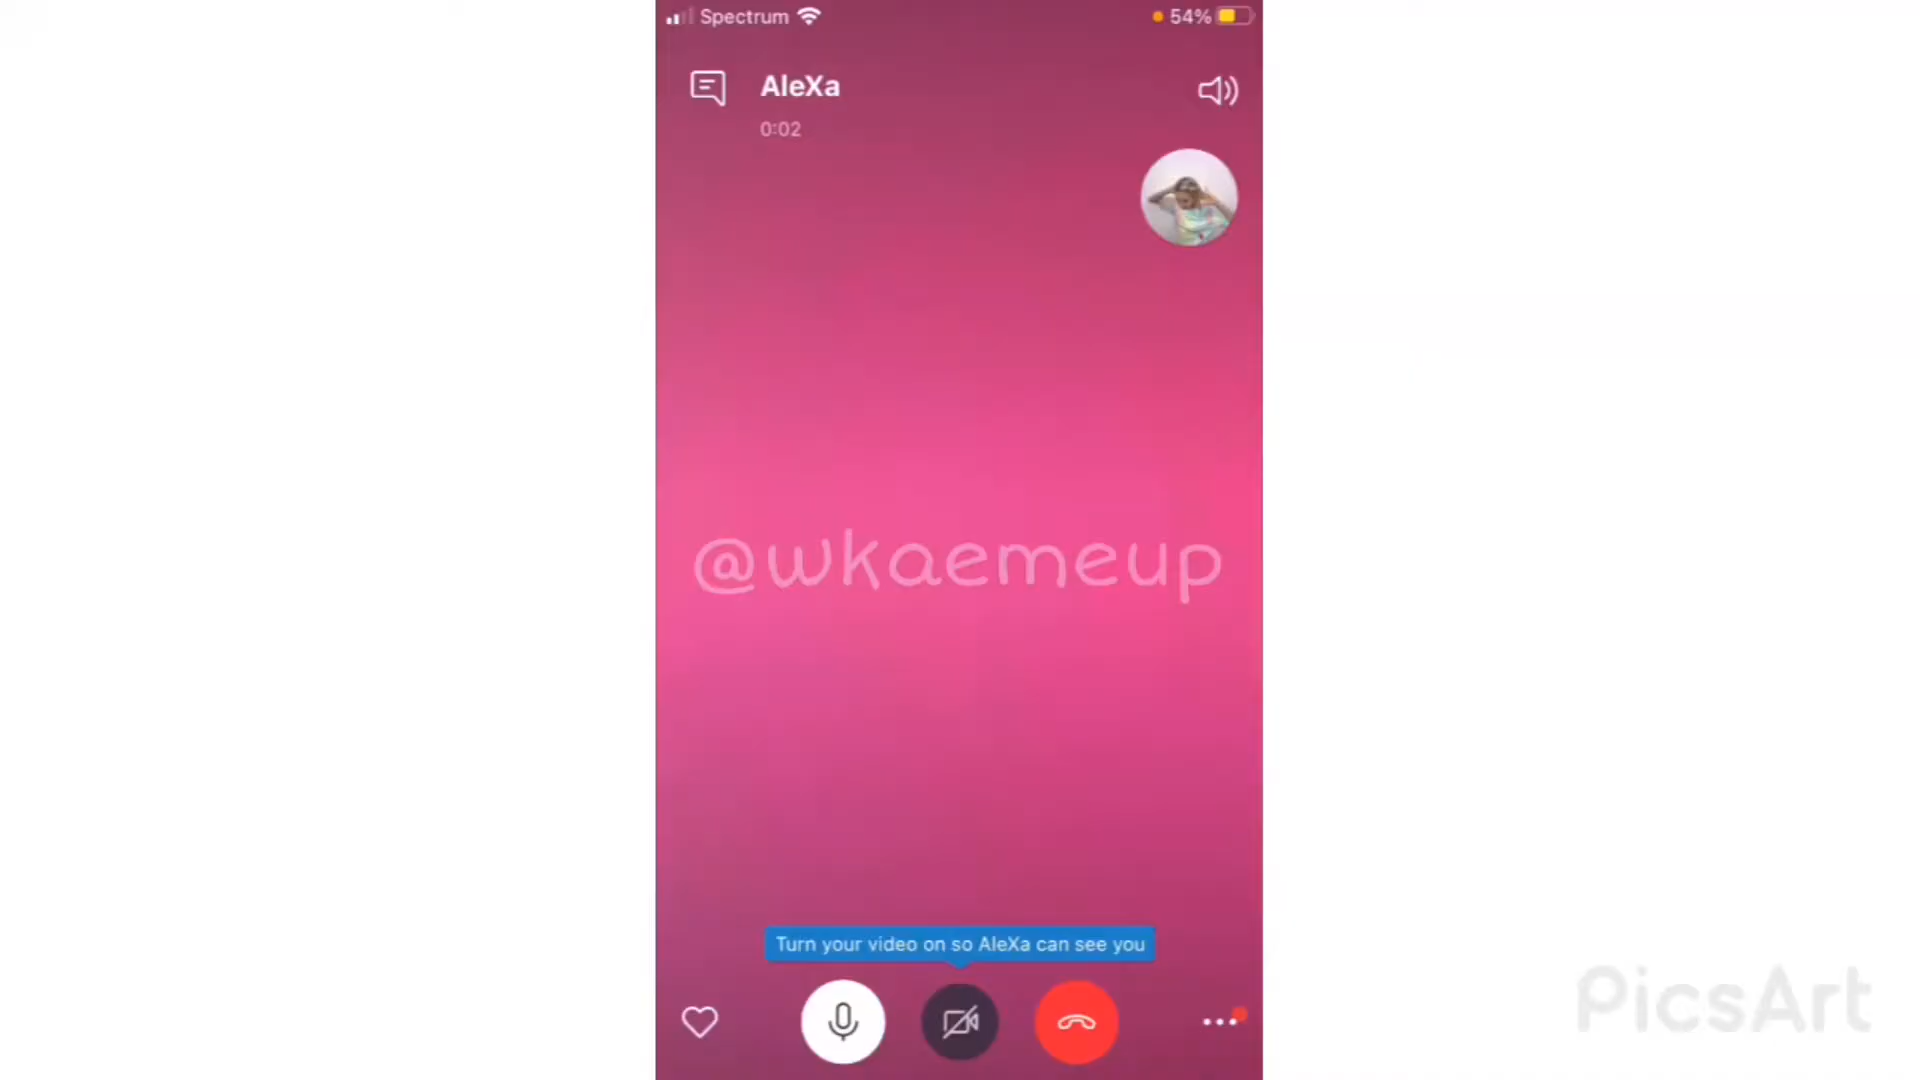 Spectrum
54%
AleXa
0:02
@wkaemeup
Turn your video on so AleXa can see you
PicsArt